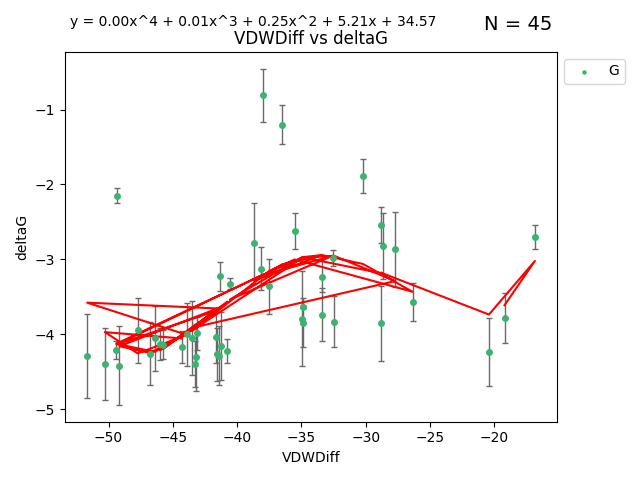 y = 0.00x^4 + 0.01x^3 + 0.25x^2 + 5.21x + 34.57
N = 45
VDWDiff vs deltaG
G
deltaG
−1
−2
−3
−4
−5
−50 −45 −40 −35 −30 −25 −20
VDWDiff